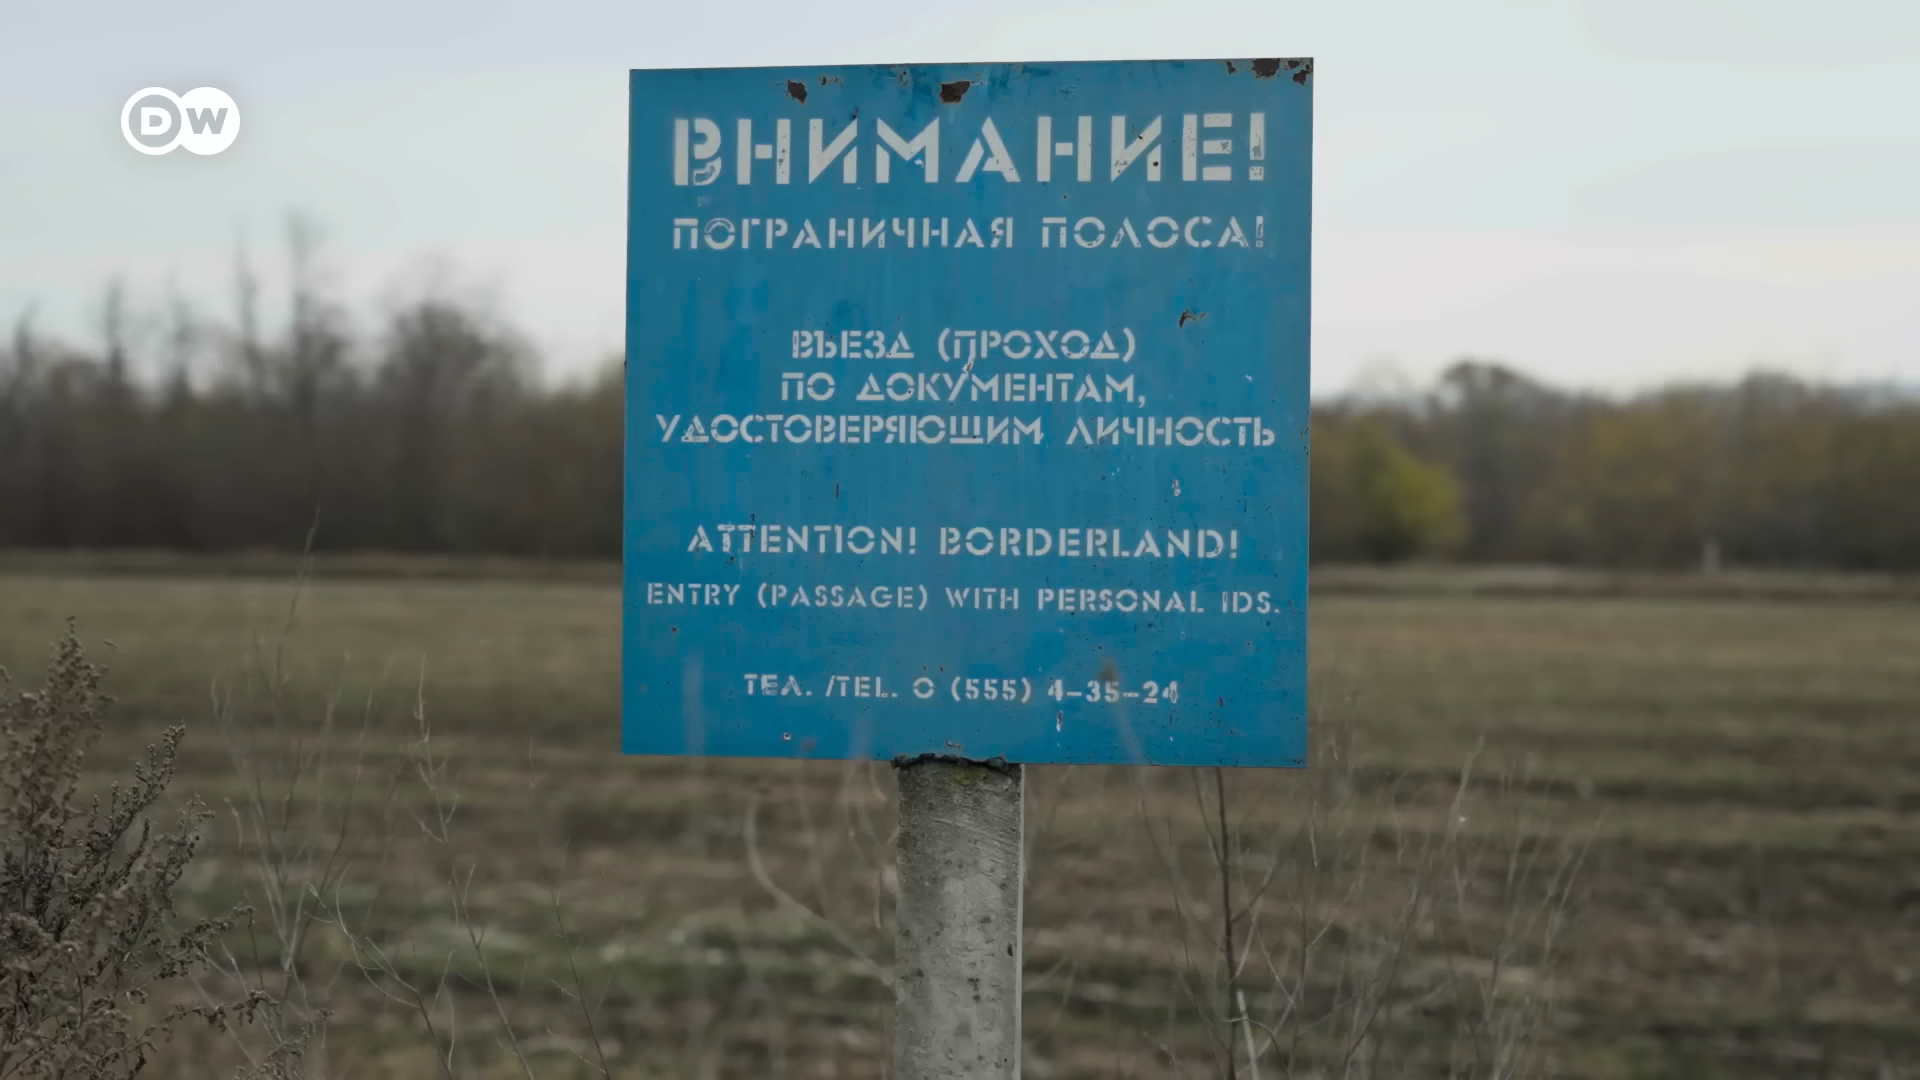 DW
ВНИМАНИЕ!
ПОГРАНИЧНАЯ ПОЛОСА!
ВЪЕЗД (ПРОХОД)
ПО ДОКУМЕНТАМ,
УДОСТОВЕРЯЮЩИМ ЛИЧНОСТЬ
ATTENTION! BORDERLAND!
ENTRY (PASSAGE) WITH PERSONAL IDS.
ТЕЛ. /TEL. 0 (555) 4-35-24